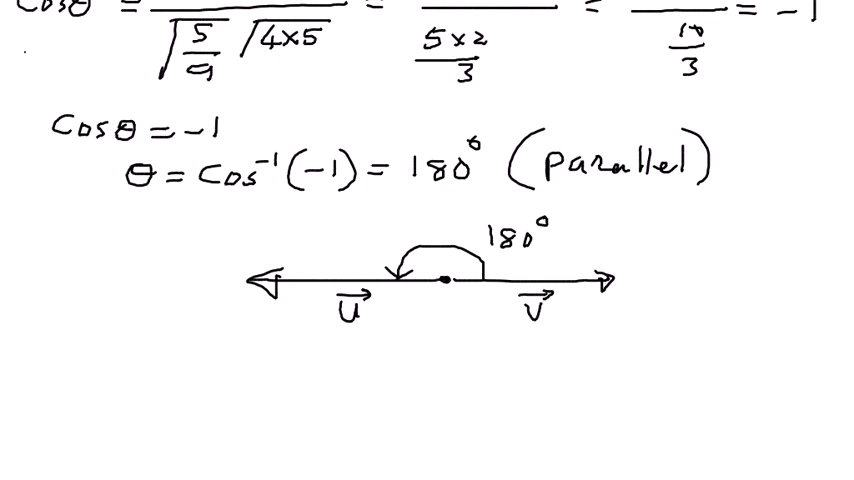 Cosθ = ———— = ———— = ———— = -1
√(5/9) √(4×5)   5×2/3   10/3
Cosθ = -1
θ = Cos⁻¹(-1) = 180° (parallel)
180°
u⃗ v⃗